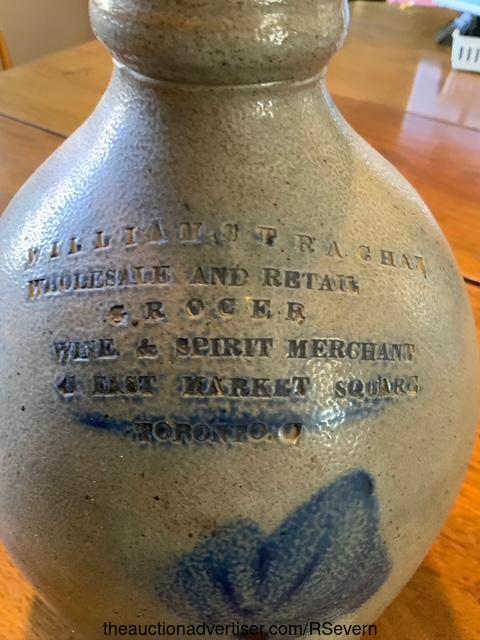 WILLIAM STRACHAN
WHOLESALE AND RETAIL
GROCER
WINE & SPIRIT MERCHANT
4 EAST MARKET SQUARE
TORONTO. C
theauctionadvertiser.com/RSevern